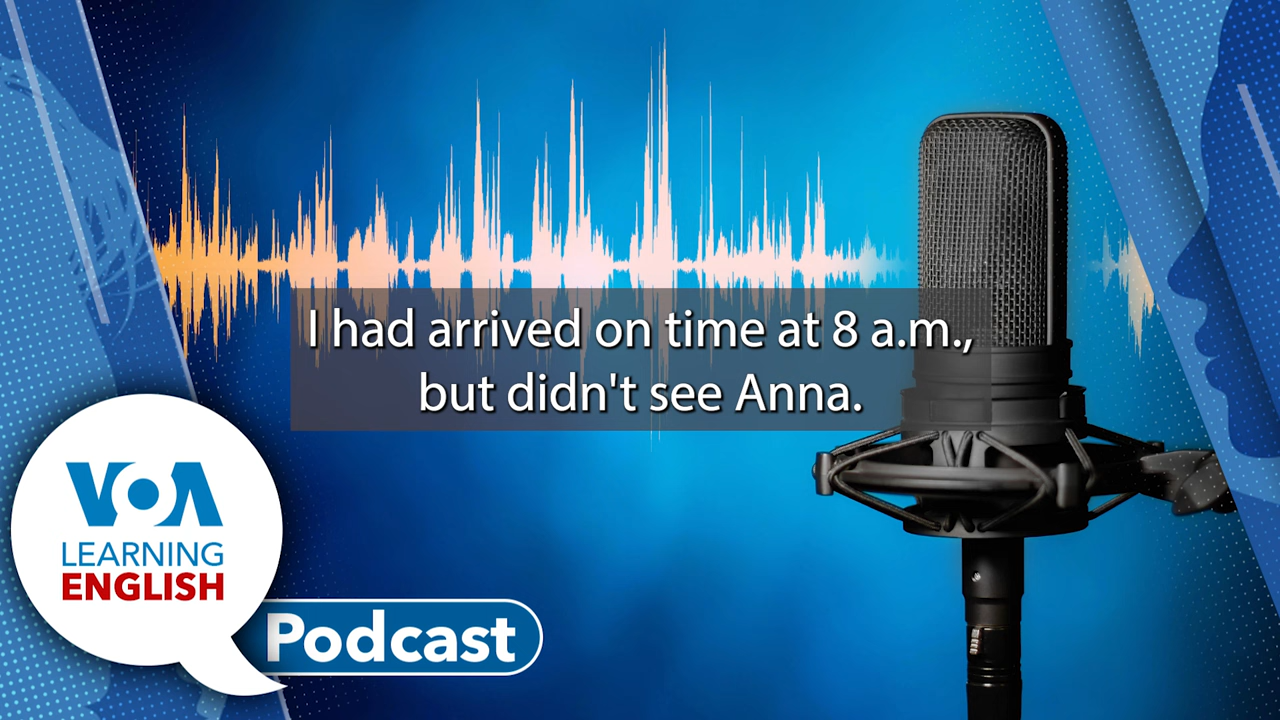 I had arrived on time at 8 a.m.,
but didn't see Anna.
VOA
LEARNING
ENGLISH
Podcast